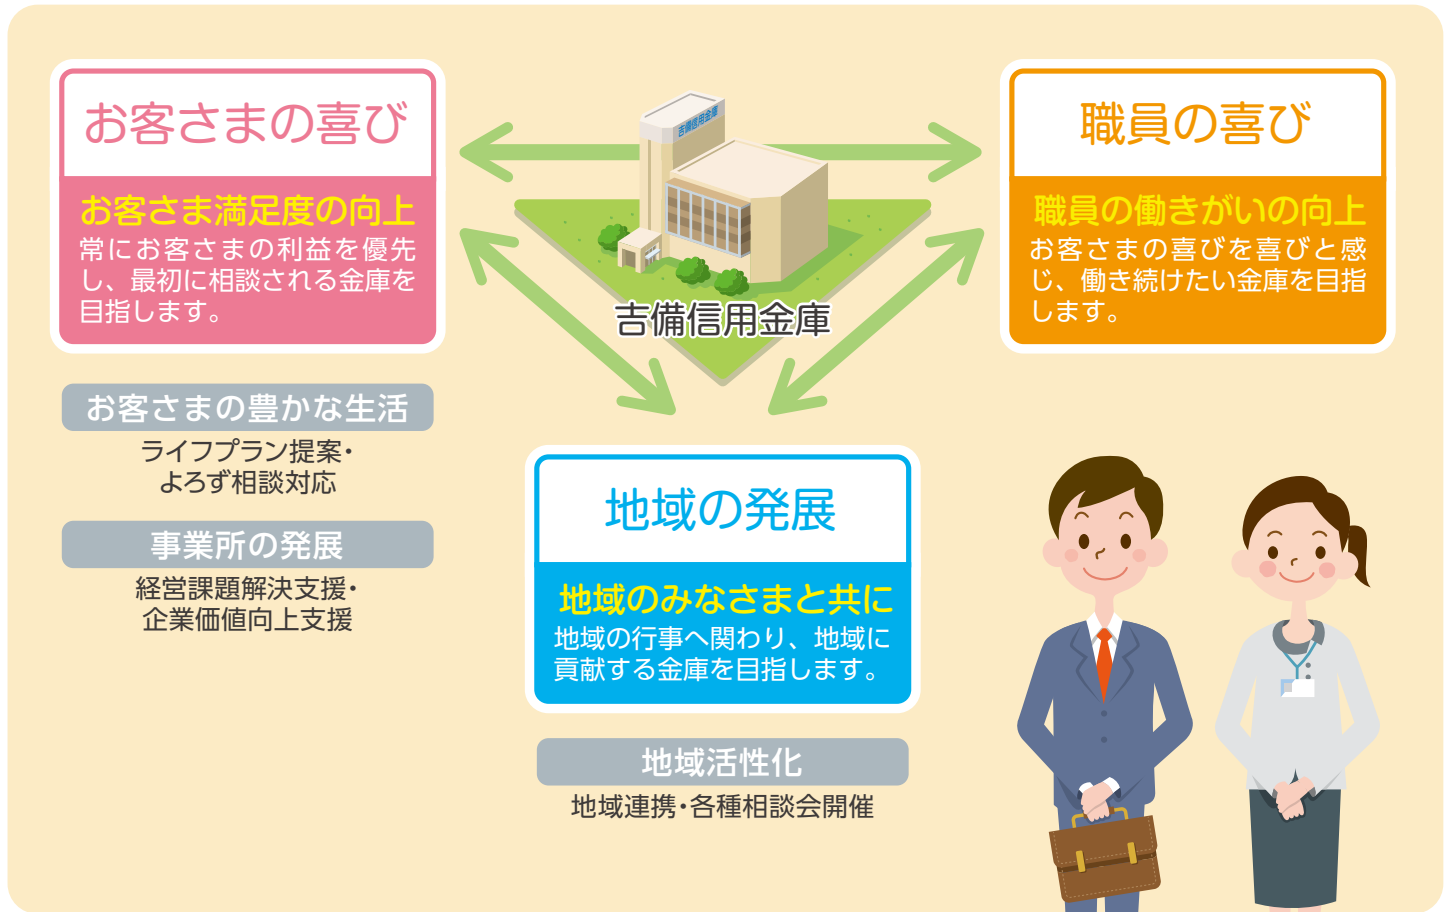 お客さまの喜び
お客さま満足度の向上
常にお客さまの利益を優先
し、最初に相談される金庫を
目指します。
お客さまの豊かな生活
ライフプラン提案・
よろず相談対応
事業所の発展
経営課題解決支援・
企業価値向上支援
吉備信用金庫
吉備信用金庫
職員の喜び
職員の働きがいの向上
お客さまの喜びを喜びと感
じ、働き続けたい金庫を目指
します。
地域の発展
地域のみなさまと共に
地域の行事へ関わり、地域に
貢献する金庫を目指します。
地域活性化
地域連携・各種相談会開催